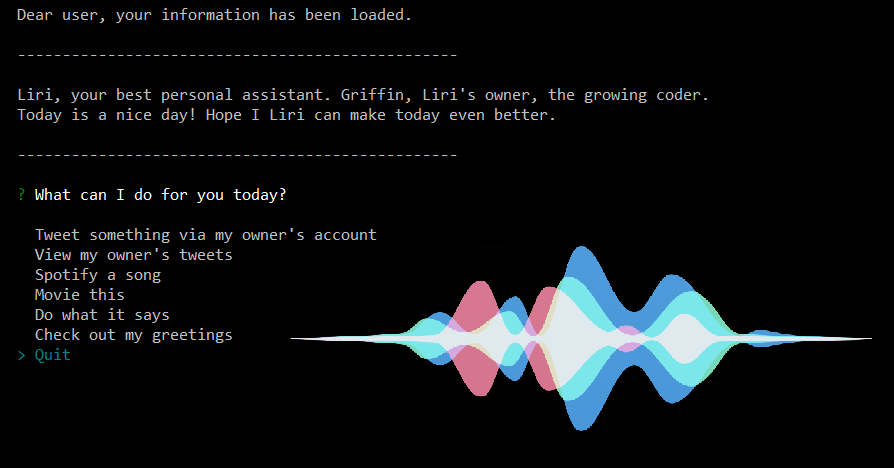 Dear user, your information has been loaded.
-------------------------------------------------
Liri, your best personal assistant. Griffin, Liri's owner, the growing coder.
Today is a nice day! Hope I Liri can make today even better.
-------------------------------------------------
? What can I do for you today?
Tweet something via my owner's account
View my owner's tweets
Spotify a song
Movie this
Do what it says
Check out my greetings
> Quit